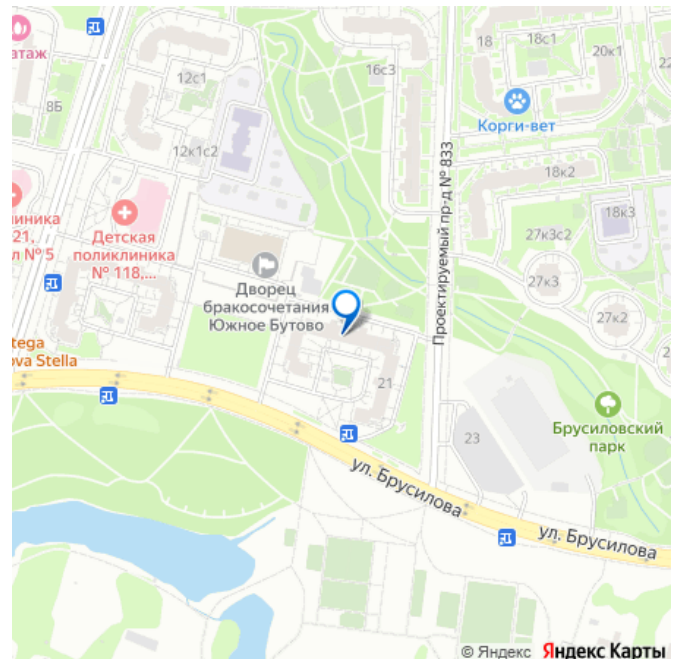 атаж
8Б
12с1
16с3
18
18с1
20к1
22
Корги-вет
12к1с2
18к2
линика
21,
л № 5
Детская
поликлиника
№ 118,...
Проектируемый пр-д № 833
18к3
27к3с2
Дворец
бракосочетания
Южное Бутово
27к3
27к2
tega
ova Stella
21
Брусиловский
парк
23
ул. Брусилова
ул. Брусилова
© Яндекс Яндекс Карты